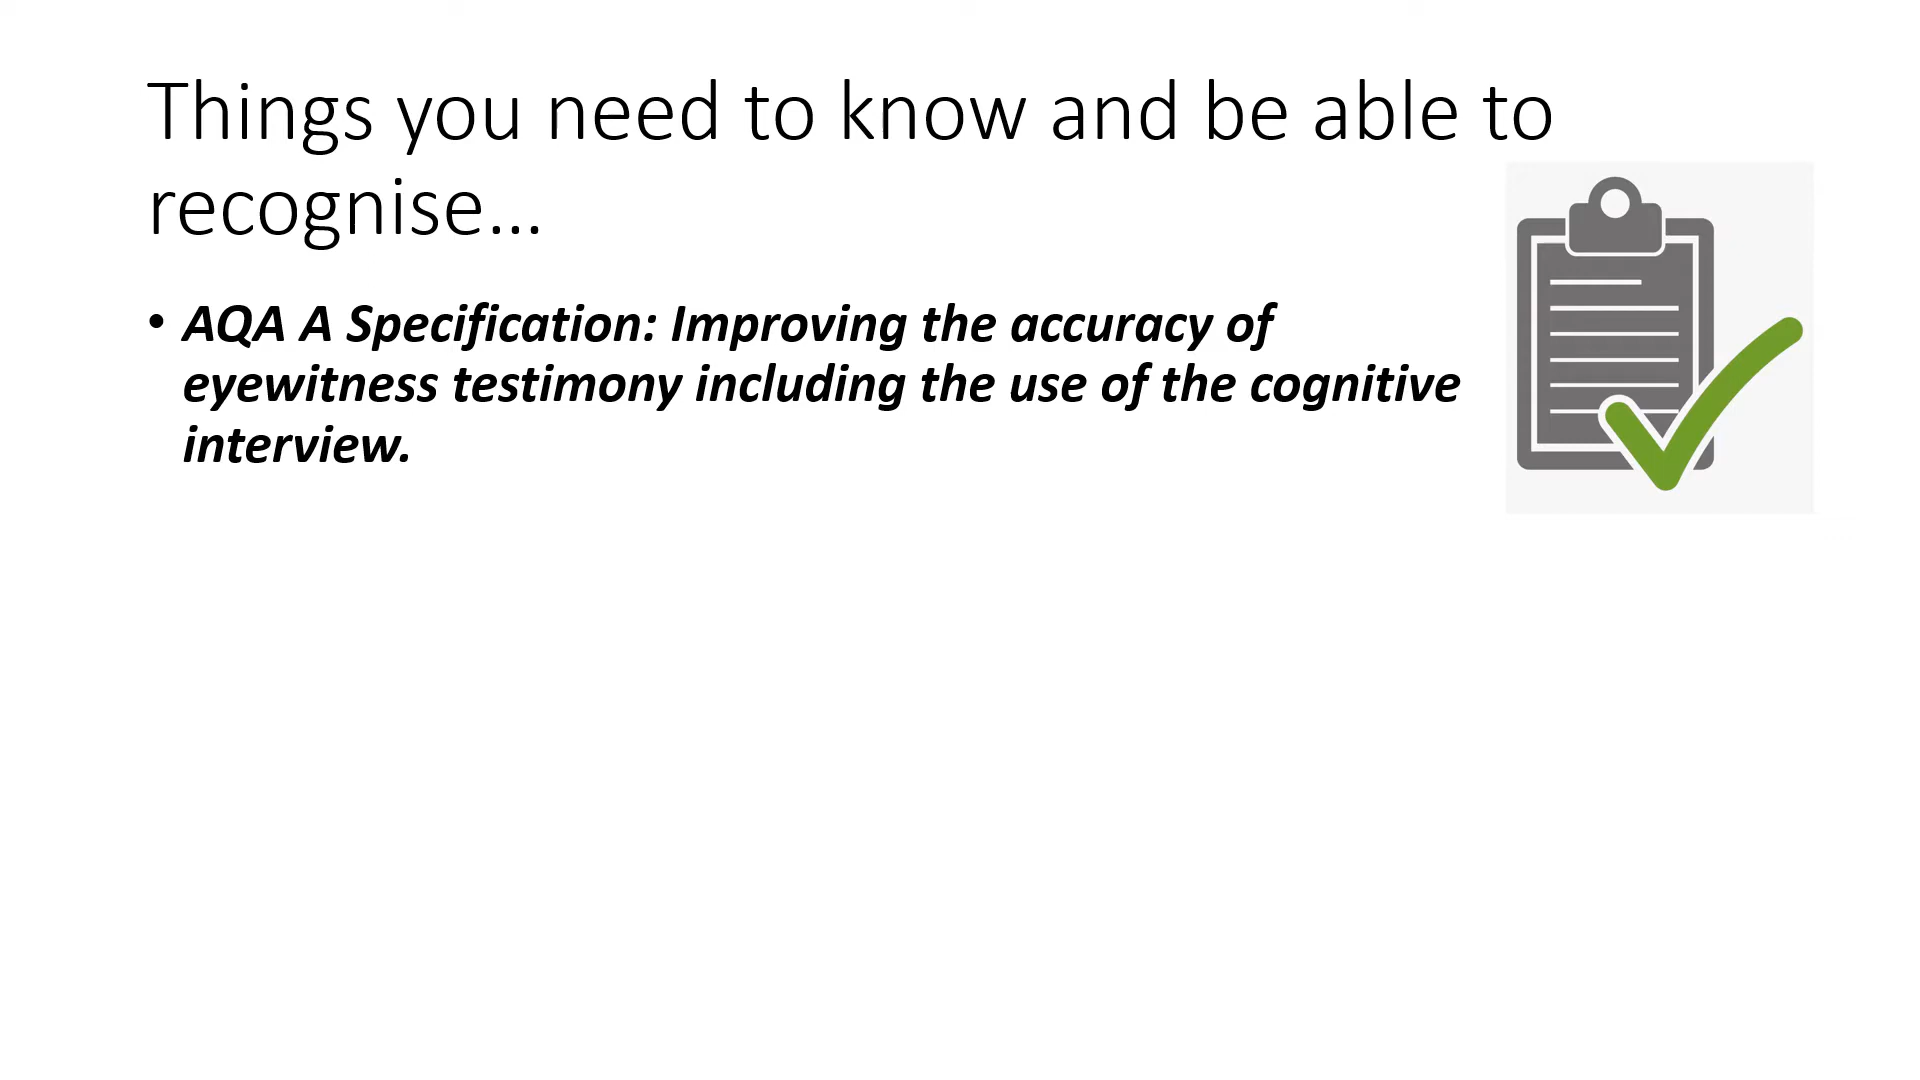 Things you need to know and be able to
recognise...
• AQA A Specification: Improving the accuracy of
eyewitness testimony including the use of the cognitive
interview.